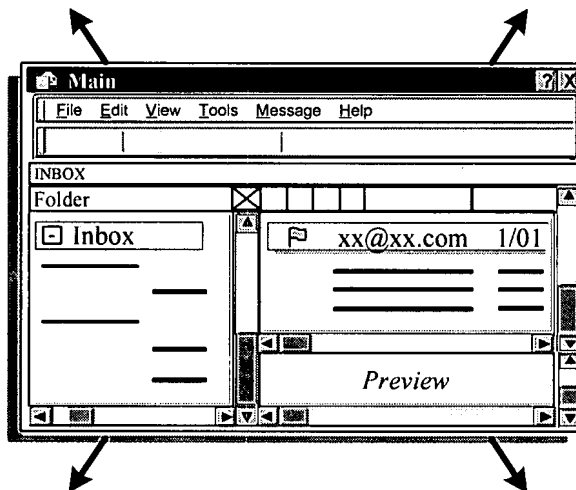 Main ? X
File Edit View Tools Message Help
INBOX
Folder
- Inbox
xx@xx.com 1/01
Preview